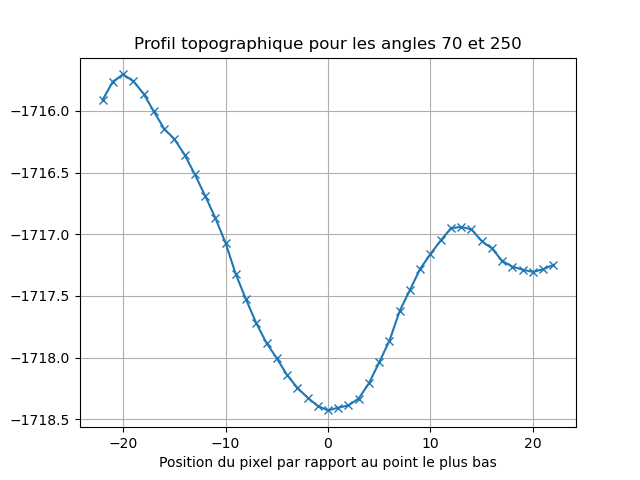 Profil topographique pour les angles 70 et 250
−1716.0
−1716.5
−1717.0
−1717.5
−1718.0
−1718.5
−20 −10 0 10 20
Position du pixel par rapport au point le plus bas